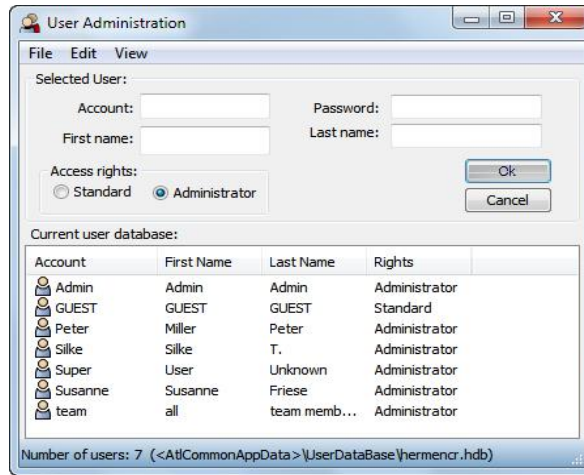 User Administration
File Edit View
Selected User:
Account: Password:
First name: Last name:
Access rights:
Standard Administrator
Ok
Cancel
Current user database:
Account First Name Last Name Rights
Admin Admin Admin Administrator
GUEST GUEST GUEST Standard
Peter Miller Peter Administrator
Silke Silke T. Administrator
Super User Unknown Administrator
Susanne Susanne Friese Administrator
team all team memb... Administrator
Number of users: 7 (<AtlCommonAppData>\UserDataBase\hermencr.hdb)